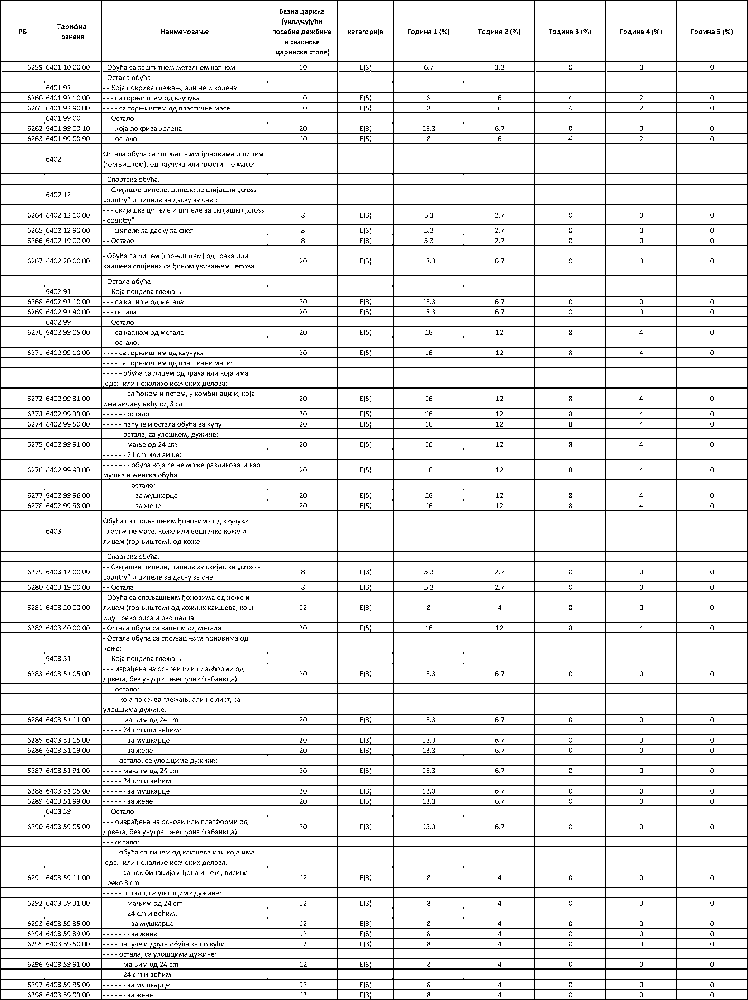 РБ Тарифна ознака Наименовање Базна царина (укључујући посебне дажбине и сезонске царинске стопе) категорија Година 1 (%) Година 2 (%) Година 3 (%) Година 4 (%) Година 5 (%)
6259 6401 10 00 00 - Обућа са заштитном металном капном 10 E(3) 6.7 3.3 0 0 0
- Остала обућа:
6401 92 - - Која покрива глежањ, али не и колена:
6260 6401 92 10 00 - - - са горњиштем од каучука 10 E(5) 8 6 4 2 0
6261 6401 92 90 00 - - - - са горњиштем од пластичне масе 10 E(5) 8 6 4 2 0
6401 99 00 - - Остало:
6262 6401 99 00 10 - - - која покрива колена 20 E(3) 13.3 6.7 0 0 0
6263 6401 99 00 90 - - - остало 10 E(5) 8 6 4 2 0
6402 Остала обућа са спољашњим ђоновима и лицем
(горњиштем), од каучука или пластичне масе:
- Спортска обућа:
6402 12 - - Скијашке ципеле, ципеле за скијашки „cross -
country” и ципеле за даску за снег:
6264 6402 12 10 00 - - - скијашке ципеле и ципеле за скијашки „cross
- country” 8 E(3) 5.3 2.7 0 0 0
6265 6402 12 90 00 - - - ципеле за даску за снег 8 E(3) 5.3 2.7 0 0 0
6266 6402 19 00 00 - - Остало 8 E(3) 5.3 2.7 0 0 0
6267 6402 20 00 00 - Обућа са лицем (горњиштем) од трака или
каишева спојених са ђоном укивањем чепова 20 E(3) 13.3 6.7 0 0 0
- Остала обућа:
6402 91 - - Која покрива глежањ:
6268 6402 91 10 00 - - - са капном од метала 20 E(3) 13.3 6.7 0 0 0
6269 6402 91 90 00 - - - остала 20 E(3) 13.3 6.7 0 0 0
6402 99 - - Остало:
6270 6402 99 05 00 - - - са капном од метала 20 E(5) 16 12 8 4 0
- - - остало:
6271 6402 99 10 00 - - - - са горњиштем од каучука 20 E(5) 16 12 8 4 0
- - - - са горњиштем од пластичне масе:
- - - - - обућа са лицем од трака или која има
један или неколико исечених делова:
6272 6402 99 31 00 - - - - - - са ђоном и петом, у комбинацији, која
има висину већу од 3 cm 20 E(5) 16 12 8 4 0
6273 6402 99 39 00 - - - - - - остало 20 E(5) 16 12 8 4 0
6274 6402 99 50 00 - - - - - папуче и остала обућа за кућу 20 E(5) 16 12 8 4 0
- - - - - остала, са улошком, дужине:
6275 6402 99 91 00 - - - - - - мање од 24 cm 20 E(5) 16 12 8 4 0
- - - - - - 24 cm или више:
6276 6402 99 93 00 - - - - - - - обућа која се не може разликовати као
мушка и женска обућа 20 E(5) 16 12 8 4 0
- - - - - - - остало:
6277 6402 99 96 00 - - - - - - - - за мушкарце 20 E(5) 16 12 8 4 0
6278 6402 99 98 00 - - - - - - - - за жене 20 E(5) 16 12 8 4 0
6403 Обућа са спољашњим ђоновима од каучука,
пластичне масе, коже или вештачке коже и
лицем (горњиштем), од коже:
- Спортска обућа:
6279 6403 12 00 00 - - Скијашке ципеле, ципеле за скијашки „cross -
country” и ципеле за даску за снег 8 E(3) 5.3 2.7 0 0 0
6280 6403 19 00 00 - - Остала 8 E(3) 5.3 2.7 0 0 0
6281 6403 20 00 00 - Обућа са спољашњим ђоновима од коже и
лицем (горњиштем) од кожних каишева, који
иду преко риса и око палца 12 E(3) 8 4 0 0 0
6282 6403 40 00 00 - Остала обућа са капном од метала 20 E(5) 16 12 8 4 0
- Остала обућа са спољашњим ђоновима од
коже:
6403 51 - - Која покрива глежањ:
6283 6403 51 05 00 - - - израђена на основи или платформи од
дрвета, без унутрашњег ђона (табаница) 20 E(3) 13.3 6.7 0 0 0
- - - остало:
- - - - која покрива глежањ, али не лист, са
улошцима дужине:
6284 6403 51 11 00 - - - - - мањим од 24 cm 20 E(3) 13.3 6.7 0 0 0
- - - - - 24 cm или већим:
6285 6403 51 15 00 - - - - - - за мушкарце 20 E(3) 13.3 6.7 0 0 0
6286 6403 51 19 00 - - - - - - за жене 20 E(3) 13.3 6.7 0 0 0
- - - - остало, са улошцима дужине:
6287 6403 51 91 00 - - - - - мањим од 24 cm 20 E(3) 13.3 6.7 0 0 0
- - - - - 24 cm и већим:
6288 6403 51 95 00 - - - - - - за мушкарце 20 E(3) 13.3 6.7 0 0 0
6289 6403 51 99 00 - - - - - - за жене 20 E(3) 13.3 6.7 0 0 0
6403 59 - - Остало:
6290 6403 59 05 00 - - - оизрађена на основи или платформи од
дрвета, без унутрашњег ђона (табаница) 20 E(3) 13.3 6.7 0 0 0
- - - остало:
- - - - обућа са лицем од каишева или која има
један или неколико исечених делова:
6291 6403 59 11 00 - - - - - са комбинацијом ђона и пете, висине
преко 3 cm 12 E(3) 8 4 0 0 0
- - - - - остало, са улошцима дужине:
6292 6403 59 31 00 - - - - - - мањим од 24 cm 12 E(3) 8 4 0 0 0
- - - - - - 24 cm и већим:
6293 6403 59 35 00 - - - - - - - за мушкарце 12 E(3) 8 4 0 0 0
6294 6403 59 39 00 - - - - - - - за жене 12 E(3) 8 4 0 0 0
6295 6403 59 50 00 - - - - папуче и друга обућа за по кући 12 E(3) 8 4 0 0 0
- - - - остала, са улошцима дужине:
6296 6403 59 91 00 - - - - - мањим од 24 cm 12 E(3) 8 4 0 0 0
- - - - - 24 cm и већим:
6297 6403 59 95 00 - - - - - - за мушкарце 12 E(3) 8 4 0 0 0
6298 6403 59 99 00 - - - - - - за жене 12 E(3) 8 4 0 0 0